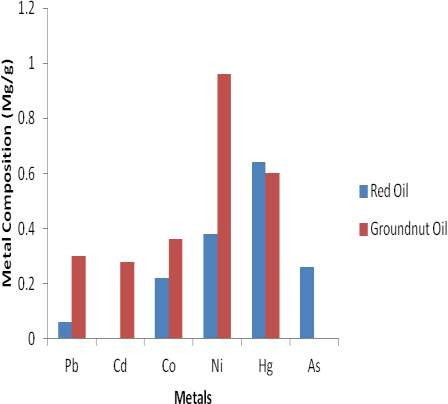 1.2
1
0.8
0.6
0.4
0.2
0
Metal Composition (Mg/g)
Pb Cd Co Ni Hg As
Metals
Red Oil
Groundnut Oil